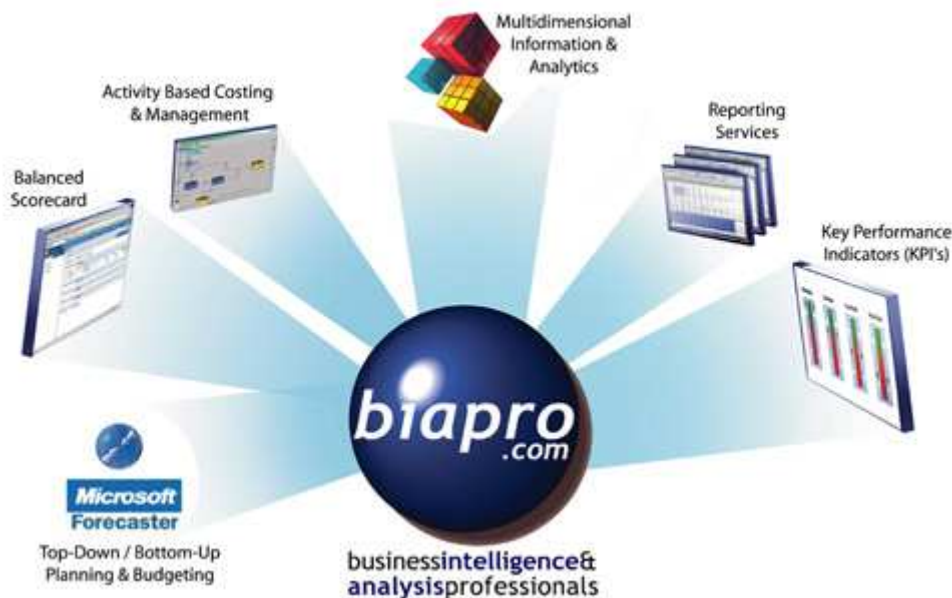 Multidimensional
Information &
Analytics
Activity Based Costing
& Management
Reporting
Services
Balanced
Scorecard
Key Performance
Indicators (KPI's)
biapro
.com
Microsoft
Forecaster
Top-Down / Bottom-Up
Planning & Budgeting
businessintelligence&
analysisprofessionals